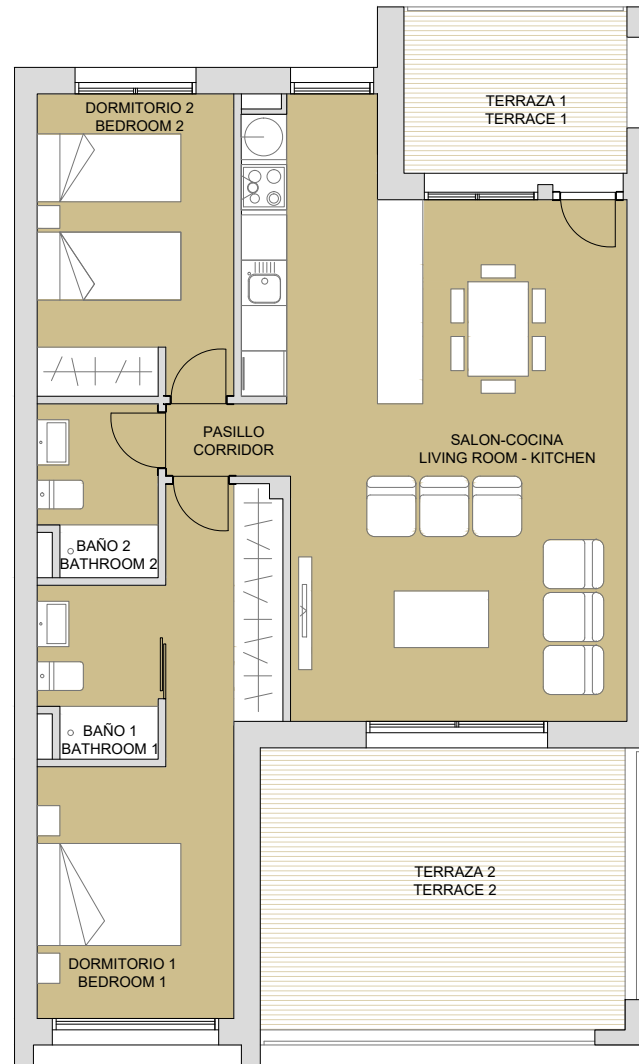 DORMITORIO 2
BEDROOM 2
TERRAZA 1
TERRACE 1
PASILLO
CORRIDOR
SALON-COCINA
LIVING ROOM - KITCHEN
BAÑO 2
BATHROOM 2
BAÑO 1
BATHROOM 1
TERRAZA 2
TERRACE 2
DORMITORIO 1
BEDROOM 1